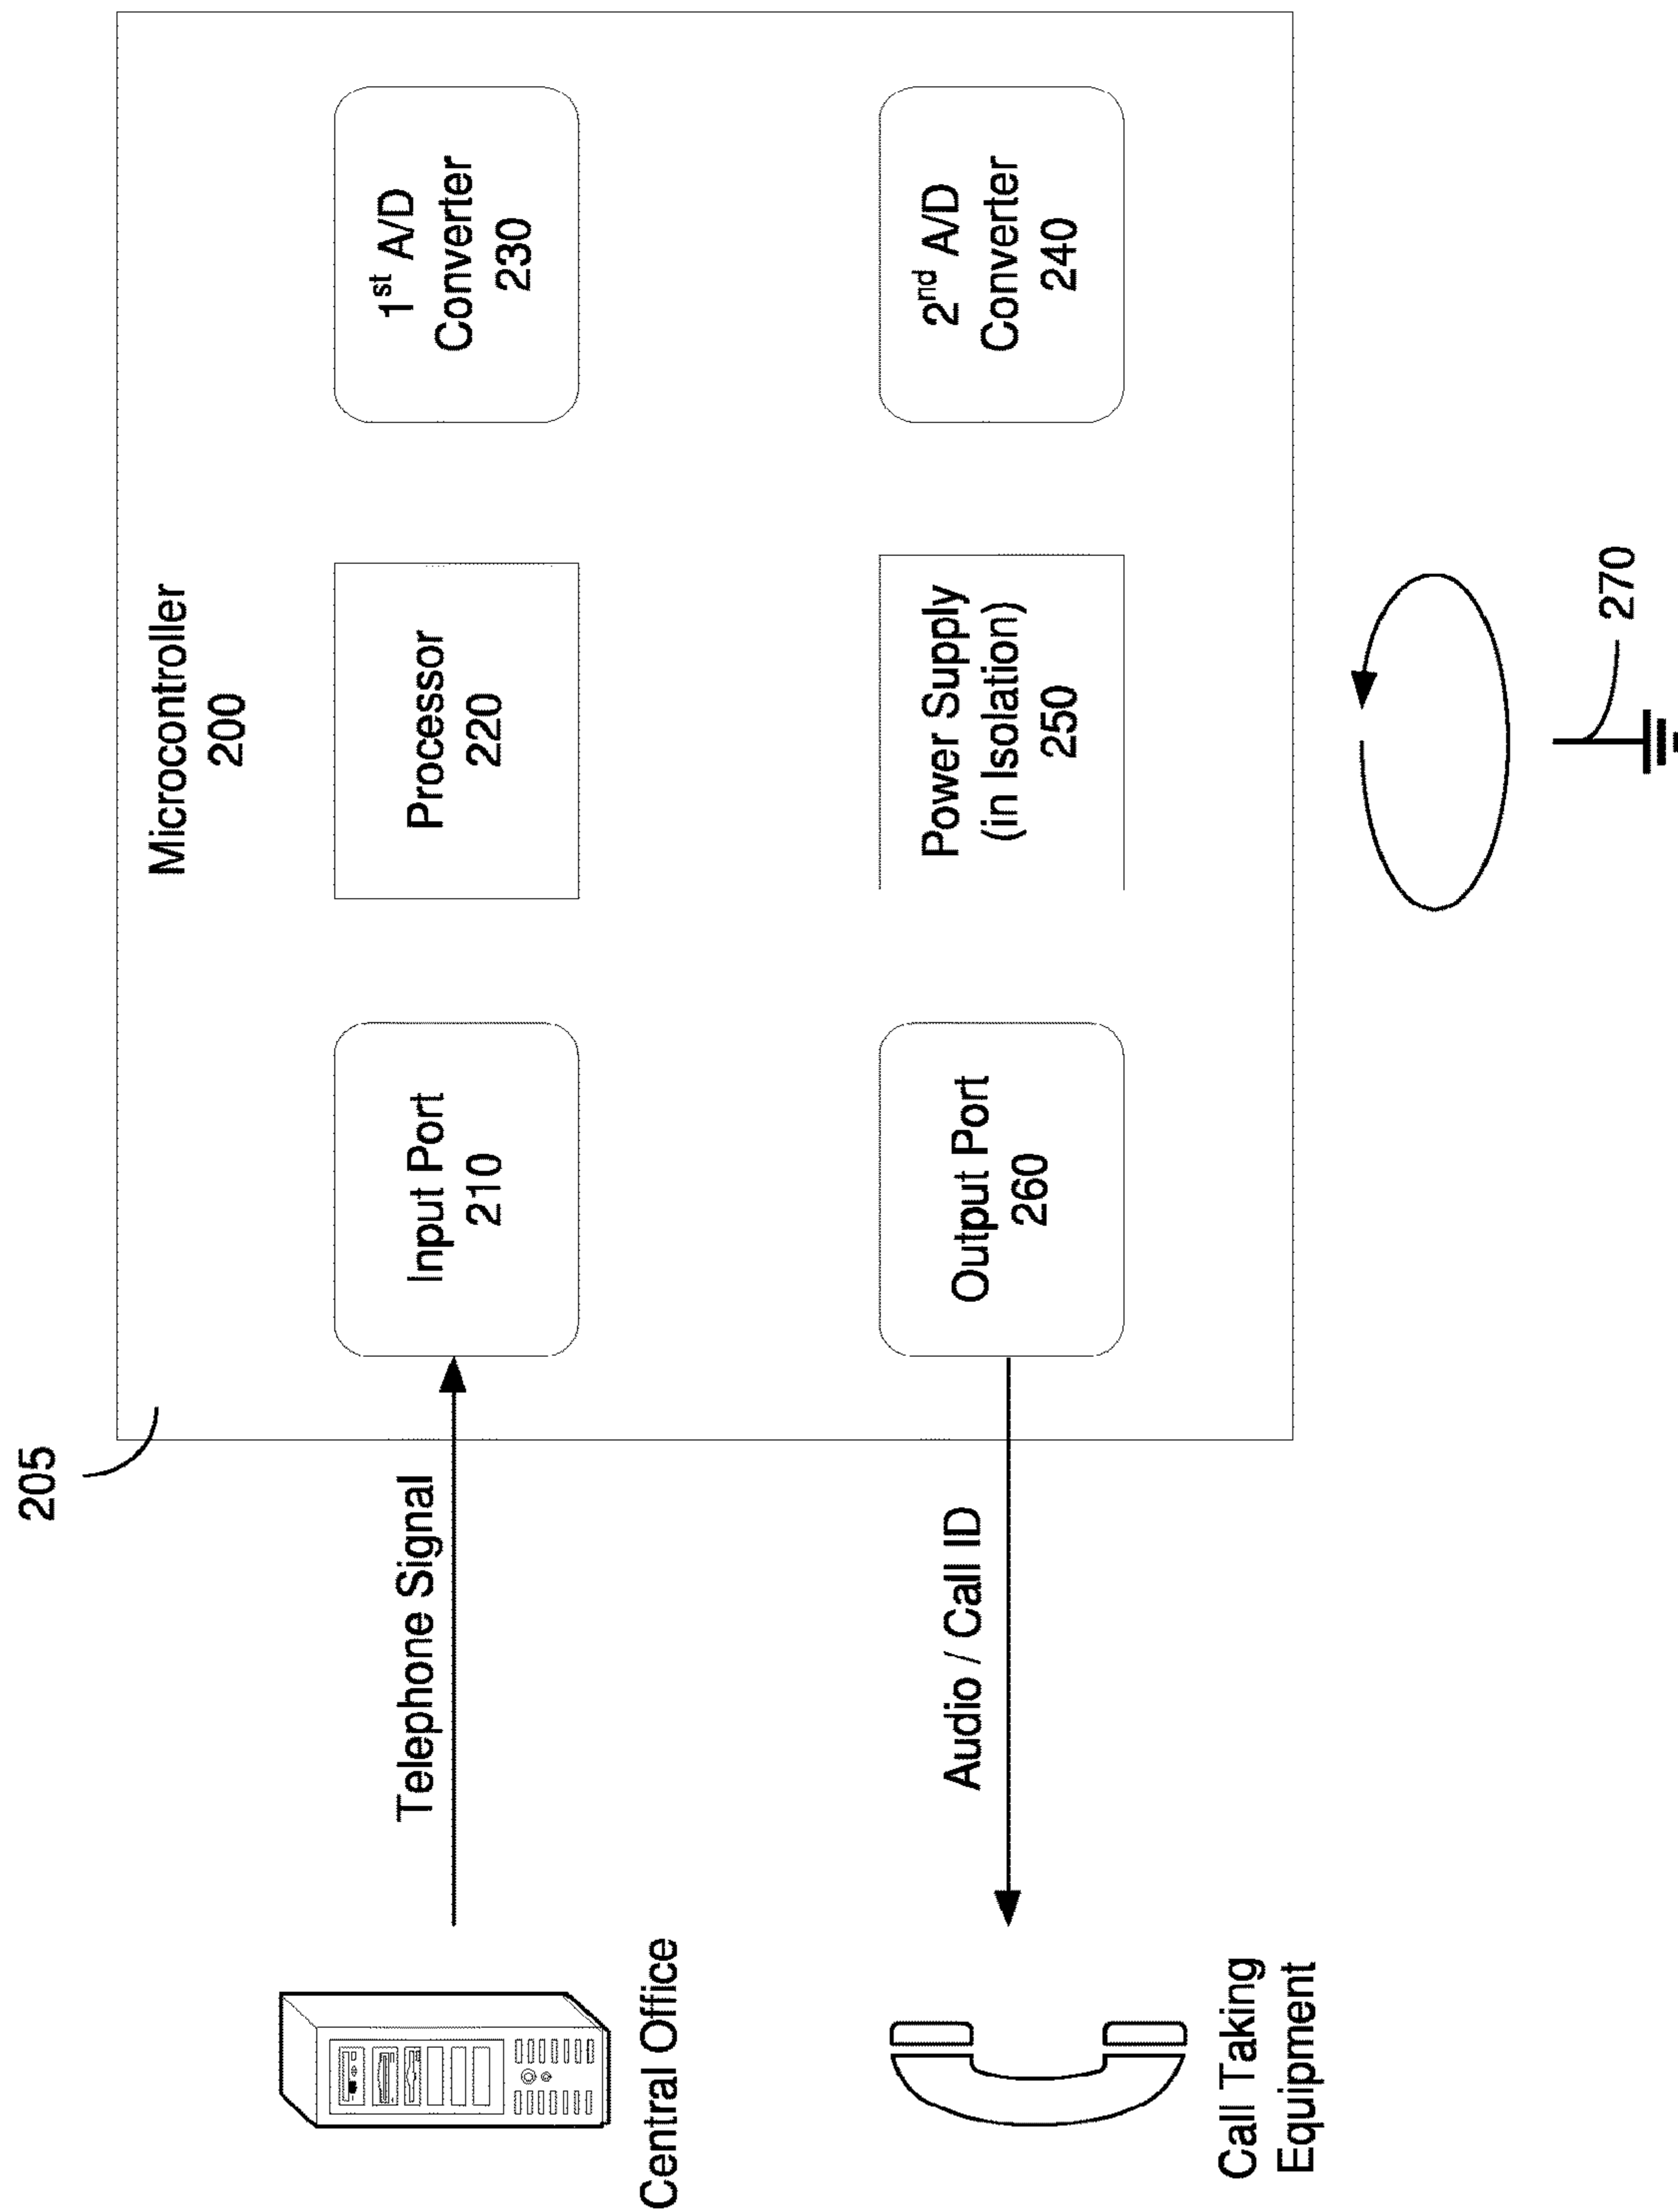 205
Microcontroller
200
Telephone Signal
Input Port
210
Processor
220
1st A/D
Converter
230
Central Office
Audio / Call ID
Output Port
260
Power Supply
(in Isolation)
250
2nd A/D
Converter
240
Call Taking
Equipment
270